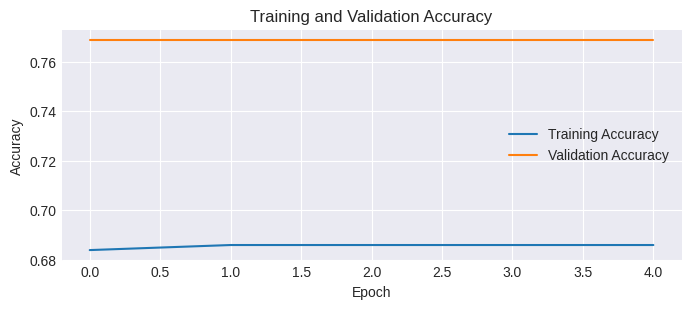 Training and Validation Accuracy
Accuracy
0.76
0.74
0.72
0.70
0.68
Training Accuracy
Validation Accuracy
0.0 0.5 1.0 1.5 2.0 2.5 3.0 3.5 4.0
Epoch